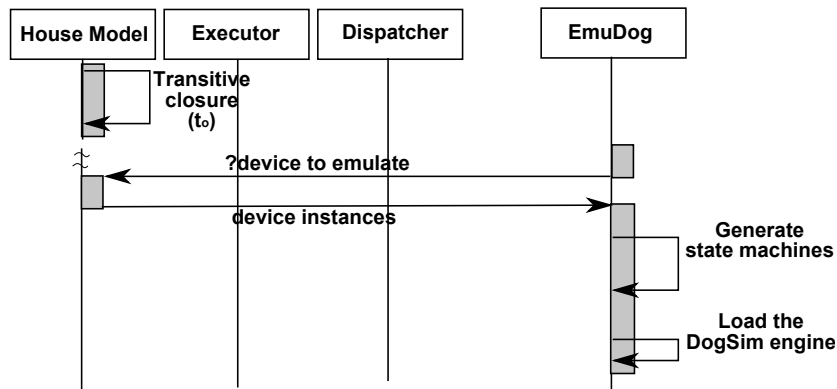 House Model
Executor
Dispatcher
EmuDog
Transitive
closure
(t₀)
?device to emulate
device instances
Generate
state machines
Load the
DogSim engine